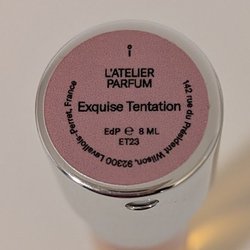 i
L'ATELIER
PARFUM
Exquise Tentation
EdP ℮ 8 ML
ET23
142 rue du Président Wilson, 92300 Levallois-Perret, France